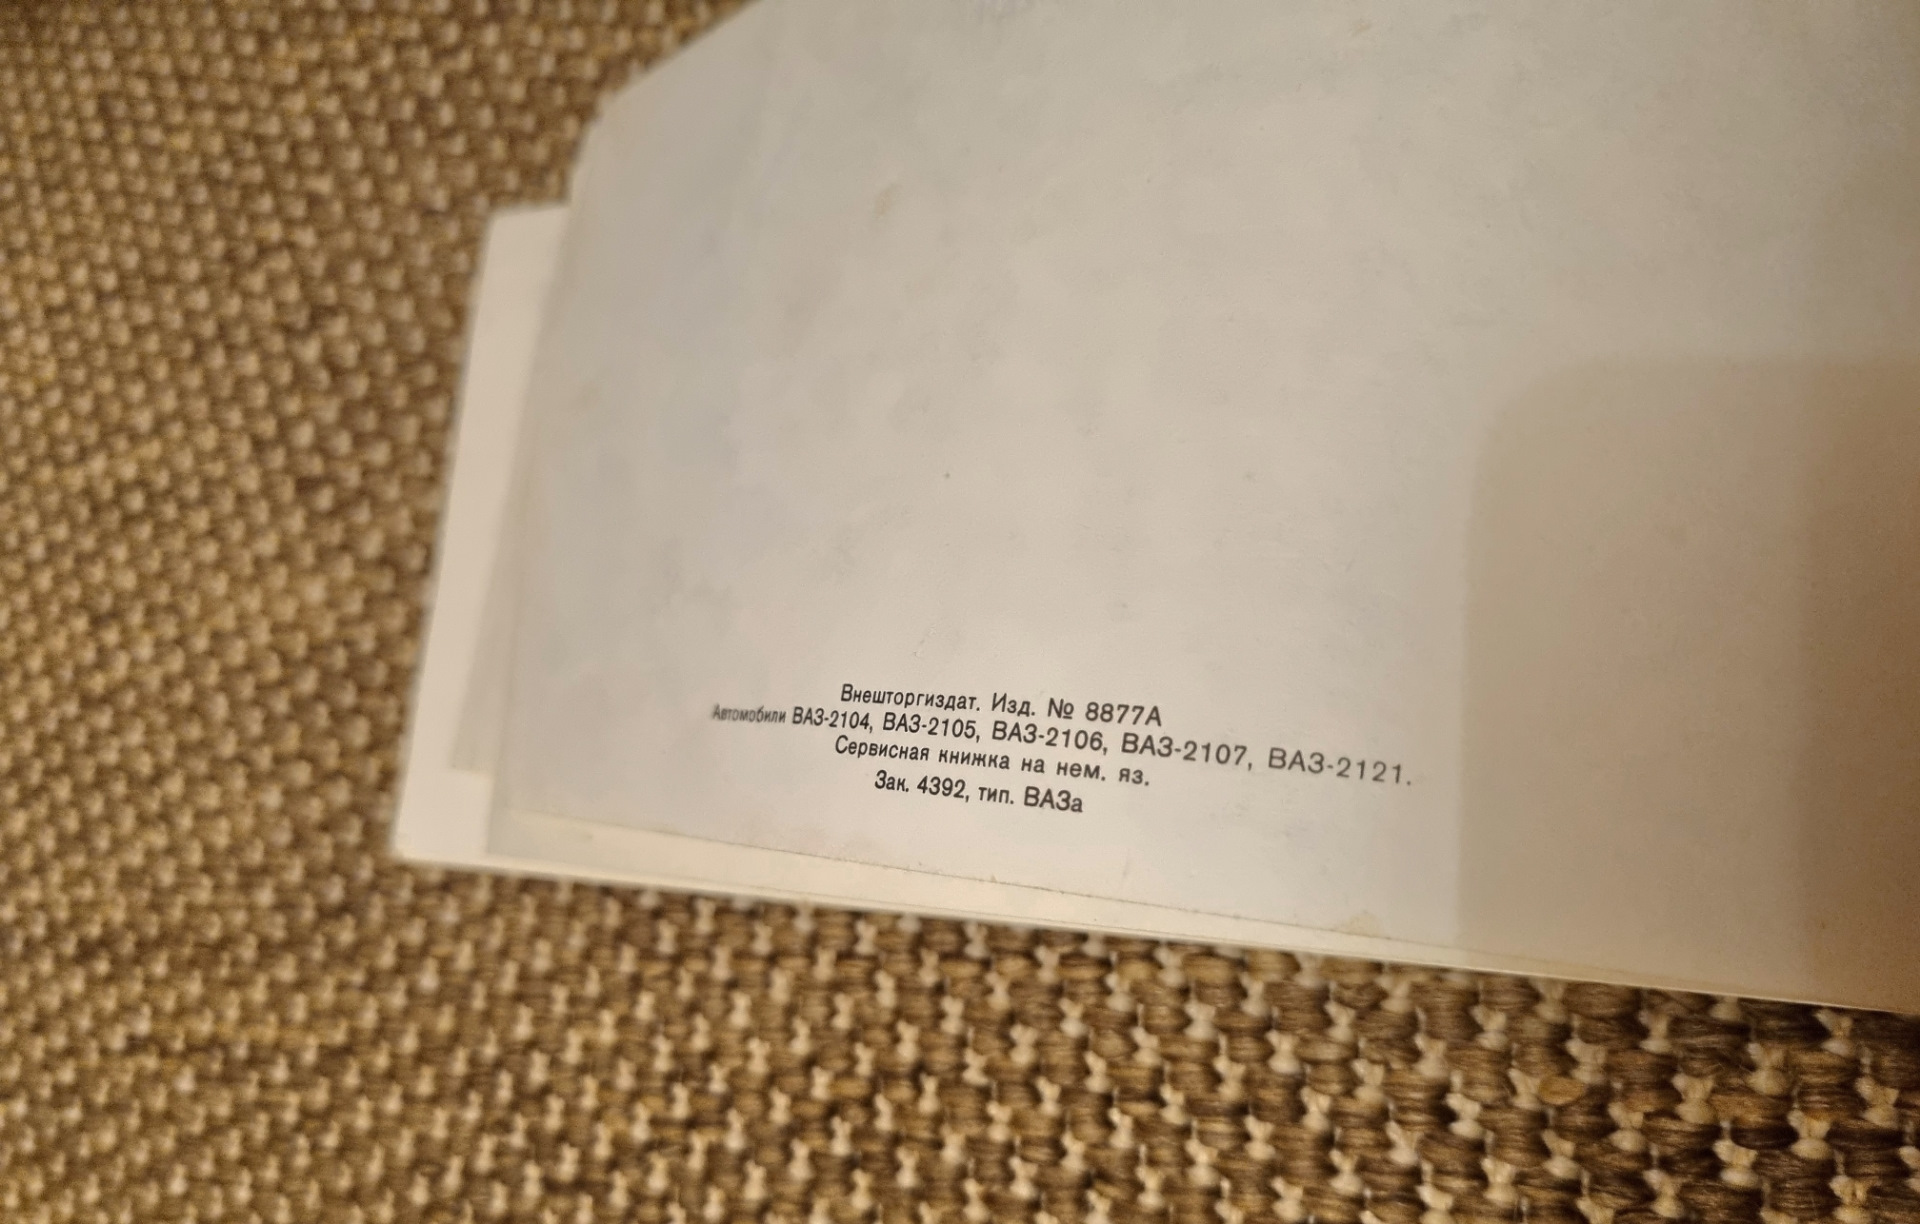 Внешторгиздат. Изд. № 8877А
Автомобили ВАЗ-2104, ВАЗ-2105, ВАЗ-2106, ВАЗ-2107, ВАЗ-2121.
Сервисная книжка на нем. яз.
Зак. 4392, тип. ВАЗа